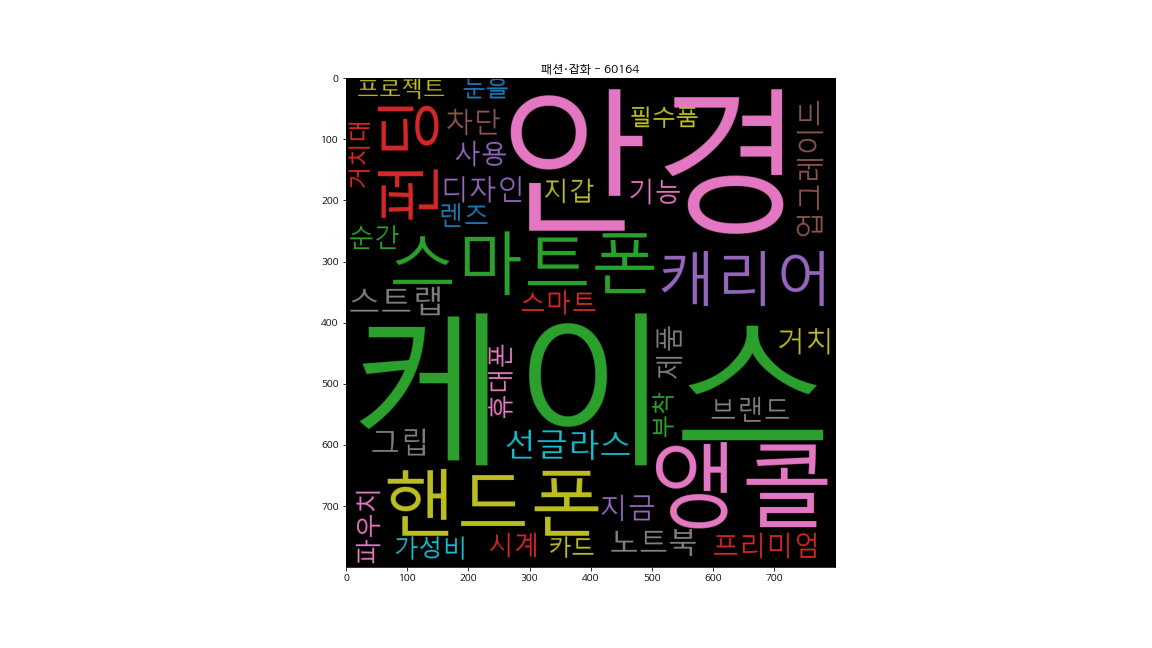 패션·잡화 - 60164
프로젝트 눈을
안경
필수품
펀딩
차단
거치대
사용
업그레이드
디자인 지갑 기능
렌즈
순간
스마트폰
캐리어
스트랩 스마트
케이스
휴대폰
제품
거치
부착
브랜드
그립 선글라스
앵콜
핸드폰
지금
파우치
가성비 시계 카드 노트북 프리미엄
0
100
200
300
400
500
600
700
0 100 200 300 400 500 600 700